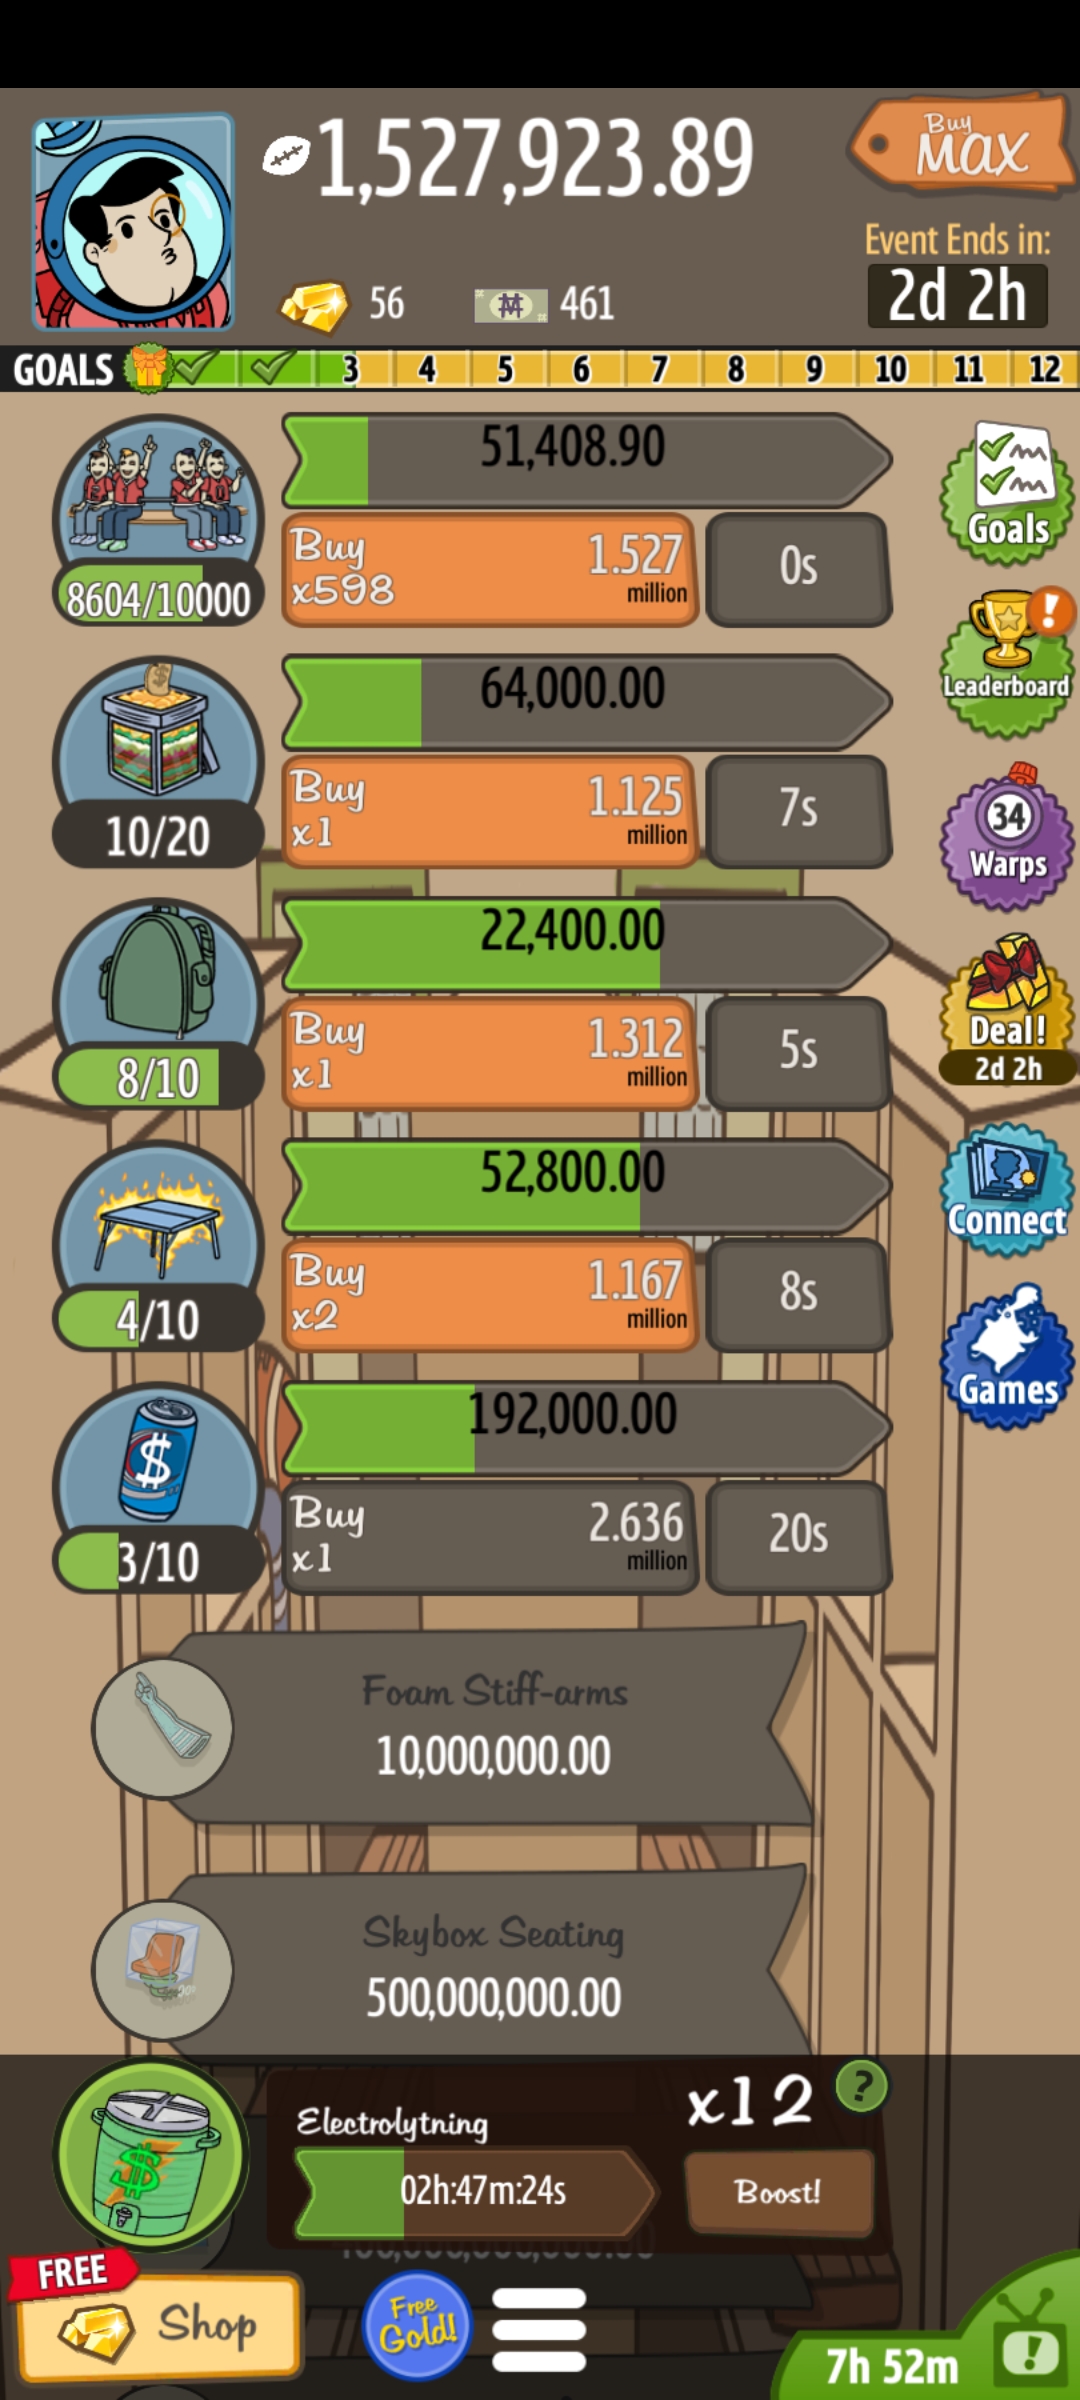 1,527,923.89
Buy
MAX
Event Ends in:
2d 2h
56
461
GOALS 3 4 5 6 7 8 9 10 11 12
51,408.90
Buy
x598
1.527
million
0s
8604/10000
Goals
64,000.00
Buy
x1
1.125
million
7s
10/20
Leaderboard
34
Warps
22,400.00
Buy
x1
1.312
million
5s
8/10
Deal!
2d 2h
52,800.00
Buy
x2
1.167
million
8s
4/10
Connect
Games
192,000.00
Buy
x1
2.636
million
20s
3/10
Foam Stiff-arms
10,000,000.00
Skybox Seating
500,000,000.00
Electrolytning
x12
?
02h:47m:24s
Boost!
FREE
Shop
Free
Gold!
7h 52m